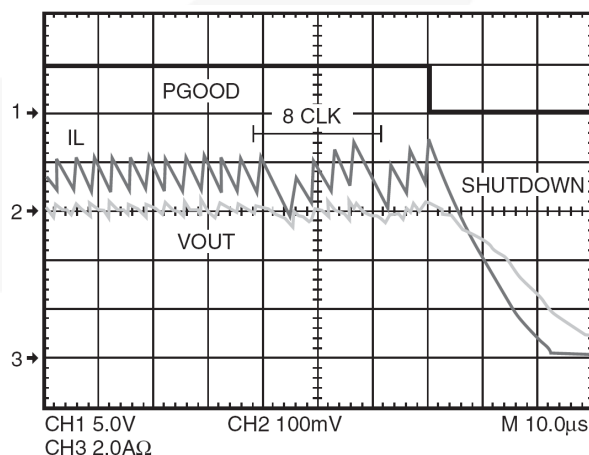 PGOOD
1
8 CLK
IL
SHUTDOWN
2
VOUT
3
CH1 5.0V CH2 100mV M 10.0µs
CH3 2.0AΩ